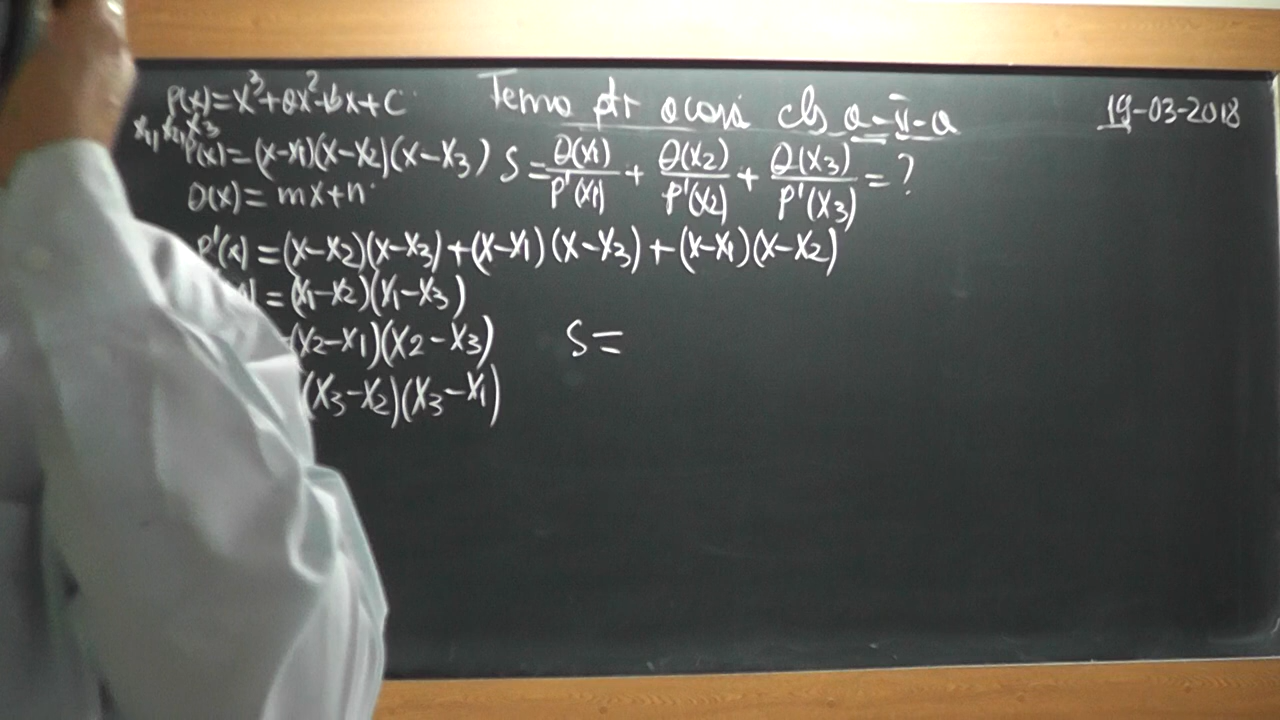 P(x)=x³+ax²+bx+c Tema ptr acasă cls a-II-a 19-03-2018
x₁, x₂, x₃
P(x)=(x-x₁)(x-x₂)(x-x₃) S=Q(x₁)/P'(x₁) + Q(x₂)/P'(x₂) + Q(x₃)/P'(x₃) = ?
Q(x)= mx+n
P'(x)=(x-x₂)(x-x₃)+(x-x₁)(x-x₃)+(x-x₁)(x-x₂)
=(x₁-x₂)(x₁-x₃)
(x₂-x₁)(x₂-x₃) S=
(x₃-x₂)(x₃-x₁)